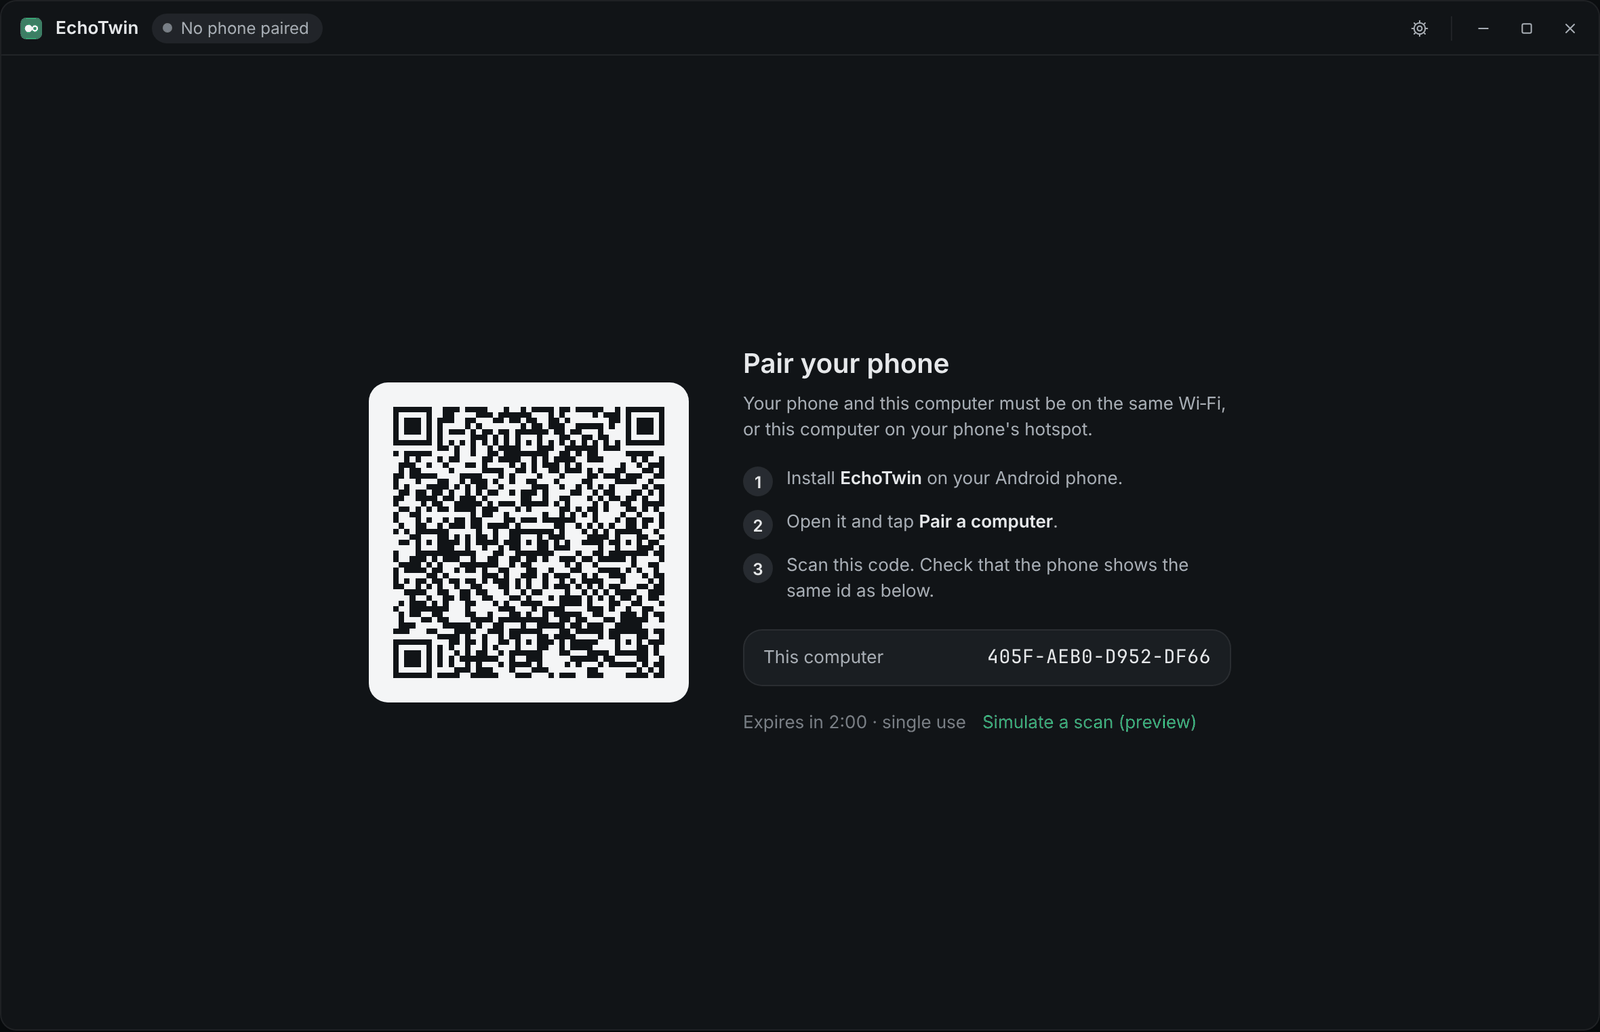 EchoTwin
No phone paired
Pair your phone
Your phone and this computer must be on the same Wi-Fi,
or this computer on your phone's hotspot.
1 Install EchoTwin on your Android phone.
2 Open it and tap Pair a computer.
3 Scan this code. Check that the phone shows the
same id as below.
This computer 405F-AEB0-D952-DF66
Expires in 2:00 · single use Simulate a scan (preview)